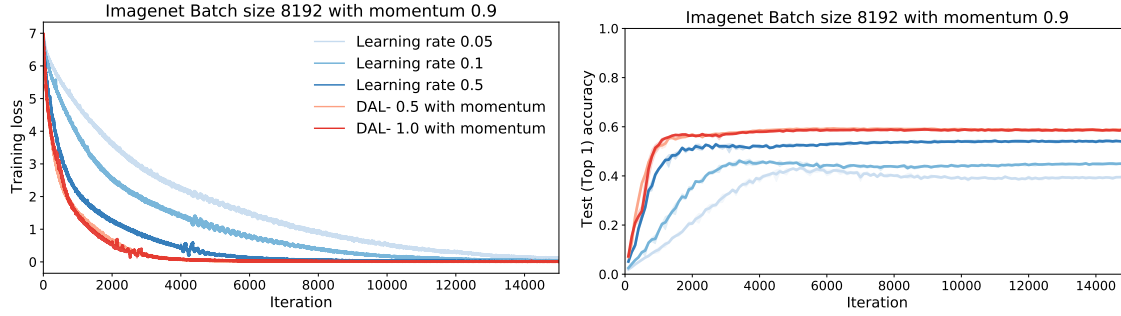 Imagenet Batch size 8192 with momentum 0.9
7
6
5
4
3
2
1
0
Training loss
Learning rate 0.05
Learning rate 0.1
Learning rate 0.5
DAL- 0.5 with momentum
DAL- 1.0 with momentum
0 2000 4000 6000 8000 10000 12000 14000
Iteration
Imagenet Batch size 8192 with momentum 0.9
1.0
0.8
0.6
0.4
0.2
0.0
Test (Top 1) accuracy
0 2000 4000 6000 8000 10000 12000 14000
Iteration